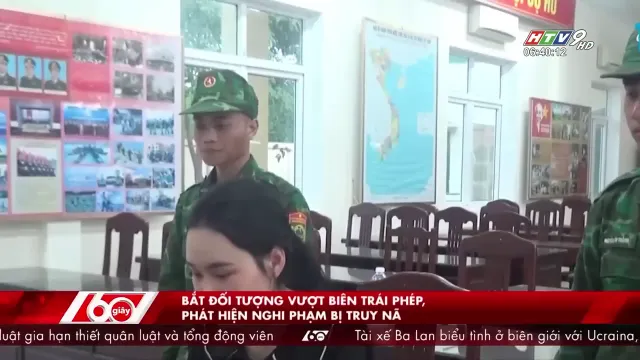 HTV9 HD
06:40:12
60 giây
BẮT ĐỐI TƯỢNG VƯỢT BIÊN TRÁI PHÉP,
PHÁT HIỆN NGHI PHẠM BỊ TRUY NÃ
luật gia hạn thiết quân luật và tổng động viên 60 giây Tài xế Ba Lan biểu tình ở biên giới với Ucraina